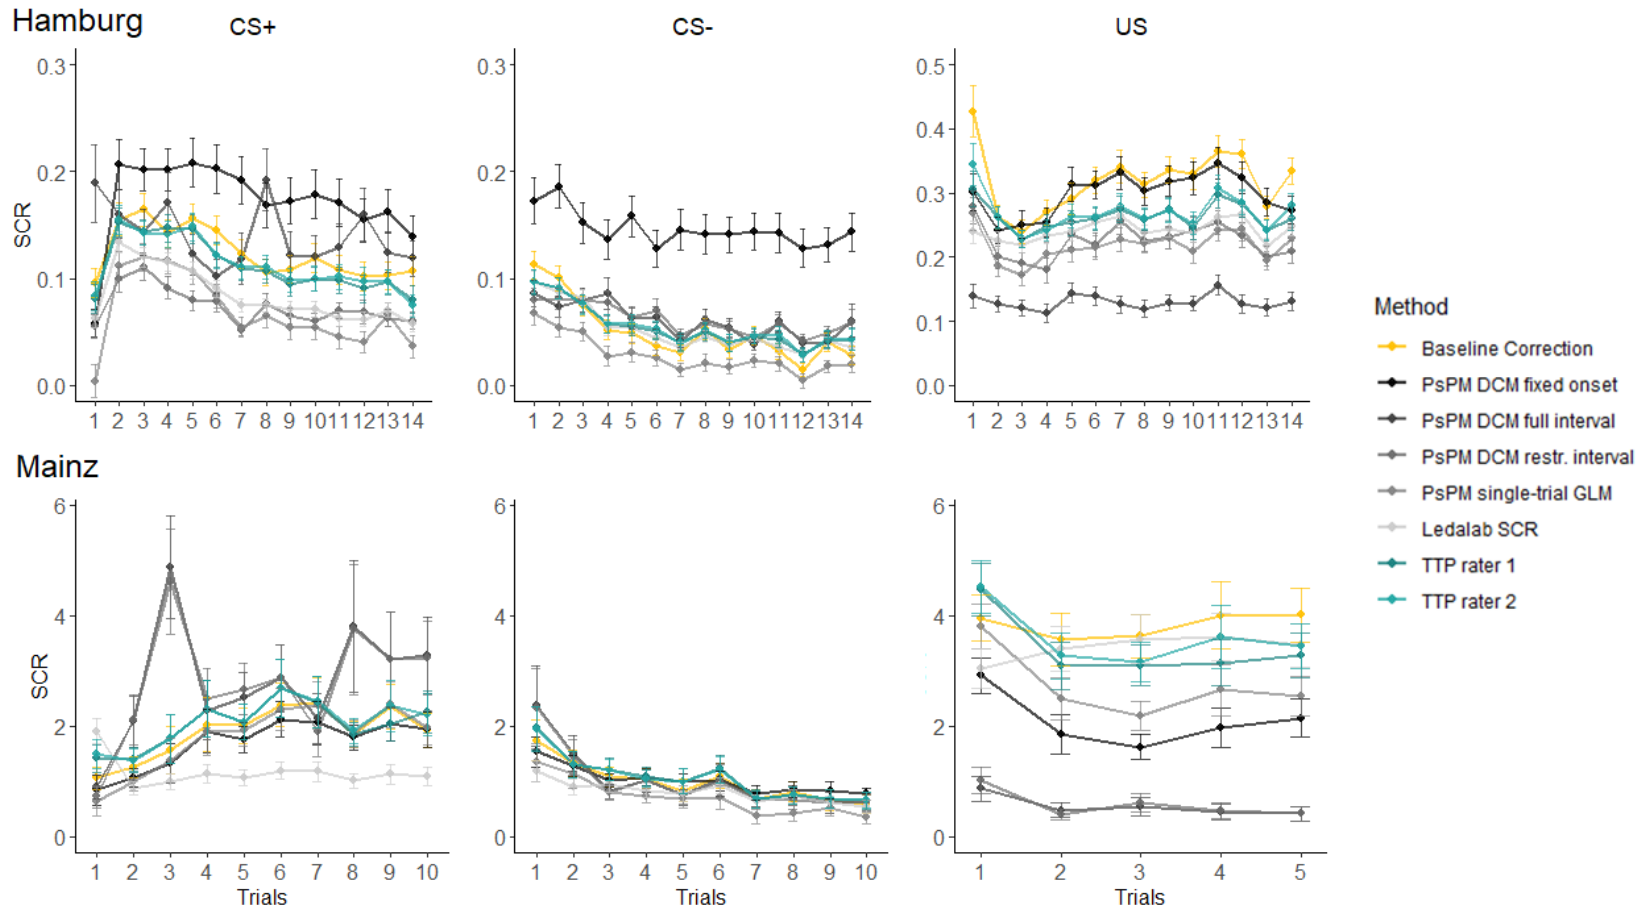 Hamburg
CS+
CS-
US
0.3
0.2
0.1
0.0
SCR
1 2 3 4 5 6 7 8 9 10 11 12 13 14
0.3
0.2
0.1
0.0
1 2 3 4 5 6 7 8 9 10 11 12 13 14
0.5
0.4
0.3
0.2
0.1
0.0
1 2 3 4 5 6 7 8 9 10 11 12 13 14
Mainz
6
4
2
0
SCR
1 2 3 4 5 6 7 8 9 10
Trials
6
4
2
0
1 2 3 4 5 6 7 8 9 10
Trials
6
4
2
0
1 2 3 4 5
Trials
Method
Baseline Correction
PsPM DCM fixed onset
PsPM DCM full interval
PsPM DCM restr. interval
PsPM single-trial GLM
Ledalab SCR
TTP rater 1
TTP rater 2